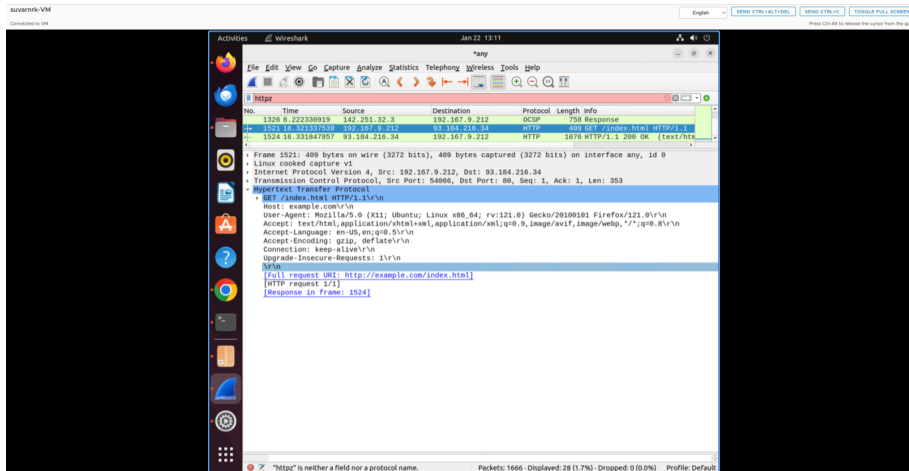 suvarnrk-VM
English
SEND CTRL+ALT+DEL
SEND CTRL+C
TOGGLE FULL SCREEN
Connected to VM
Press Ctrl-Alt to release the cursor from the gu
Activities
Wireshark
Jan 22 13:11
*any
File Edit View Go Capture Analyze Statistics Telephony Wireless Tools Help
httpz
No. Time Source Destination Protocol Length Info
1326 8.222330919 142.251.32.3 192.167.9.212 OCSP 758 Response
1521 16.321337539 192.167.9.212 93.184.216.34 HTTP 409 GET /index.html HTTP/1.1
1524 16.331847857 93.184.216.34 192.167.9.212 HTTP 1076 HTTP/1.1 200 OK (text/htm
Frame 1521: 409 bytes on wire (3272 bits), 409 bytes captured (3272 bits) on interface any, id 0
Linux cooked capture v1
Internet Protocol Version 4, Src: 192.167.9.212, Dst: 93.184.216.34
Transmission Control Protocol, Src Port: 54066, Dst Port: 80, Seq: 1, Ack: 1, Len: 353
Hypertext Transfer Protocol
GET /index.html HTTP/1.1\r\n
Host: example.com\r\n
User-Agent: Mozilla/5.0 (X11; Ubuntu; Linux x86_64; rv:121.0) Gecko/20100101 Firefox/121.0\r\n
Accept: text/html,application/xhtml+xml,application/xml;q=0.9,image/avif,image/webp,*/*;q=0.8\r\n
Accept-Language: en-US,en;q=0.5\r\n
Accept-Encoding: gzip, deflate\r\n
Connection: keep-alive\r\n
Upgrade-Insecure-Requests: 1\r\n
\r\n
[Full request URI: http://example.com/index.html]
[HTTP request 1/1]
[Response in frame: 1524]
"httpz" is neither a field nor a protocol name.
Packets: 1666 · Displayed: 28 (1.7%) · Dropped: 0 (0.0%)
Profile: Default